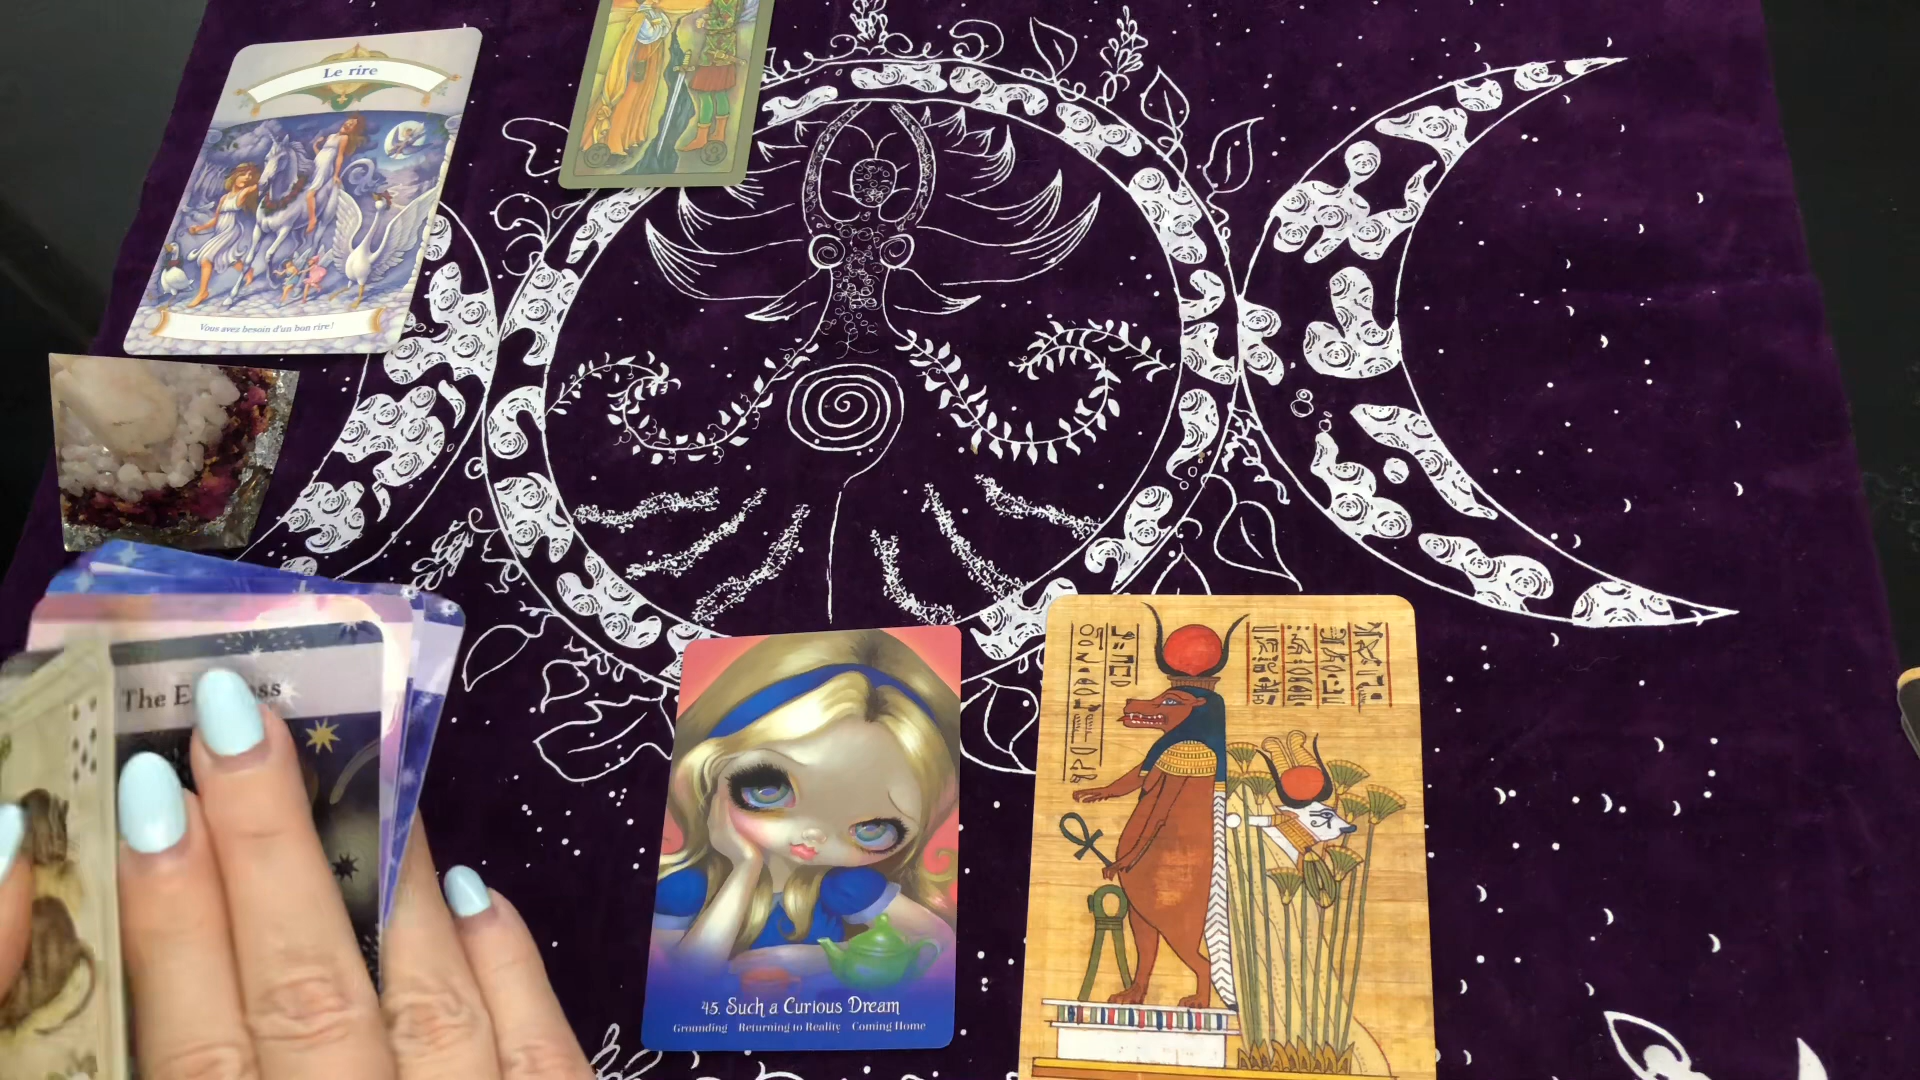 Le rire
Vous avez besoin d'un bon rire!
45. Such a Curious Dream
Grounding Returning to Reality Coming Home